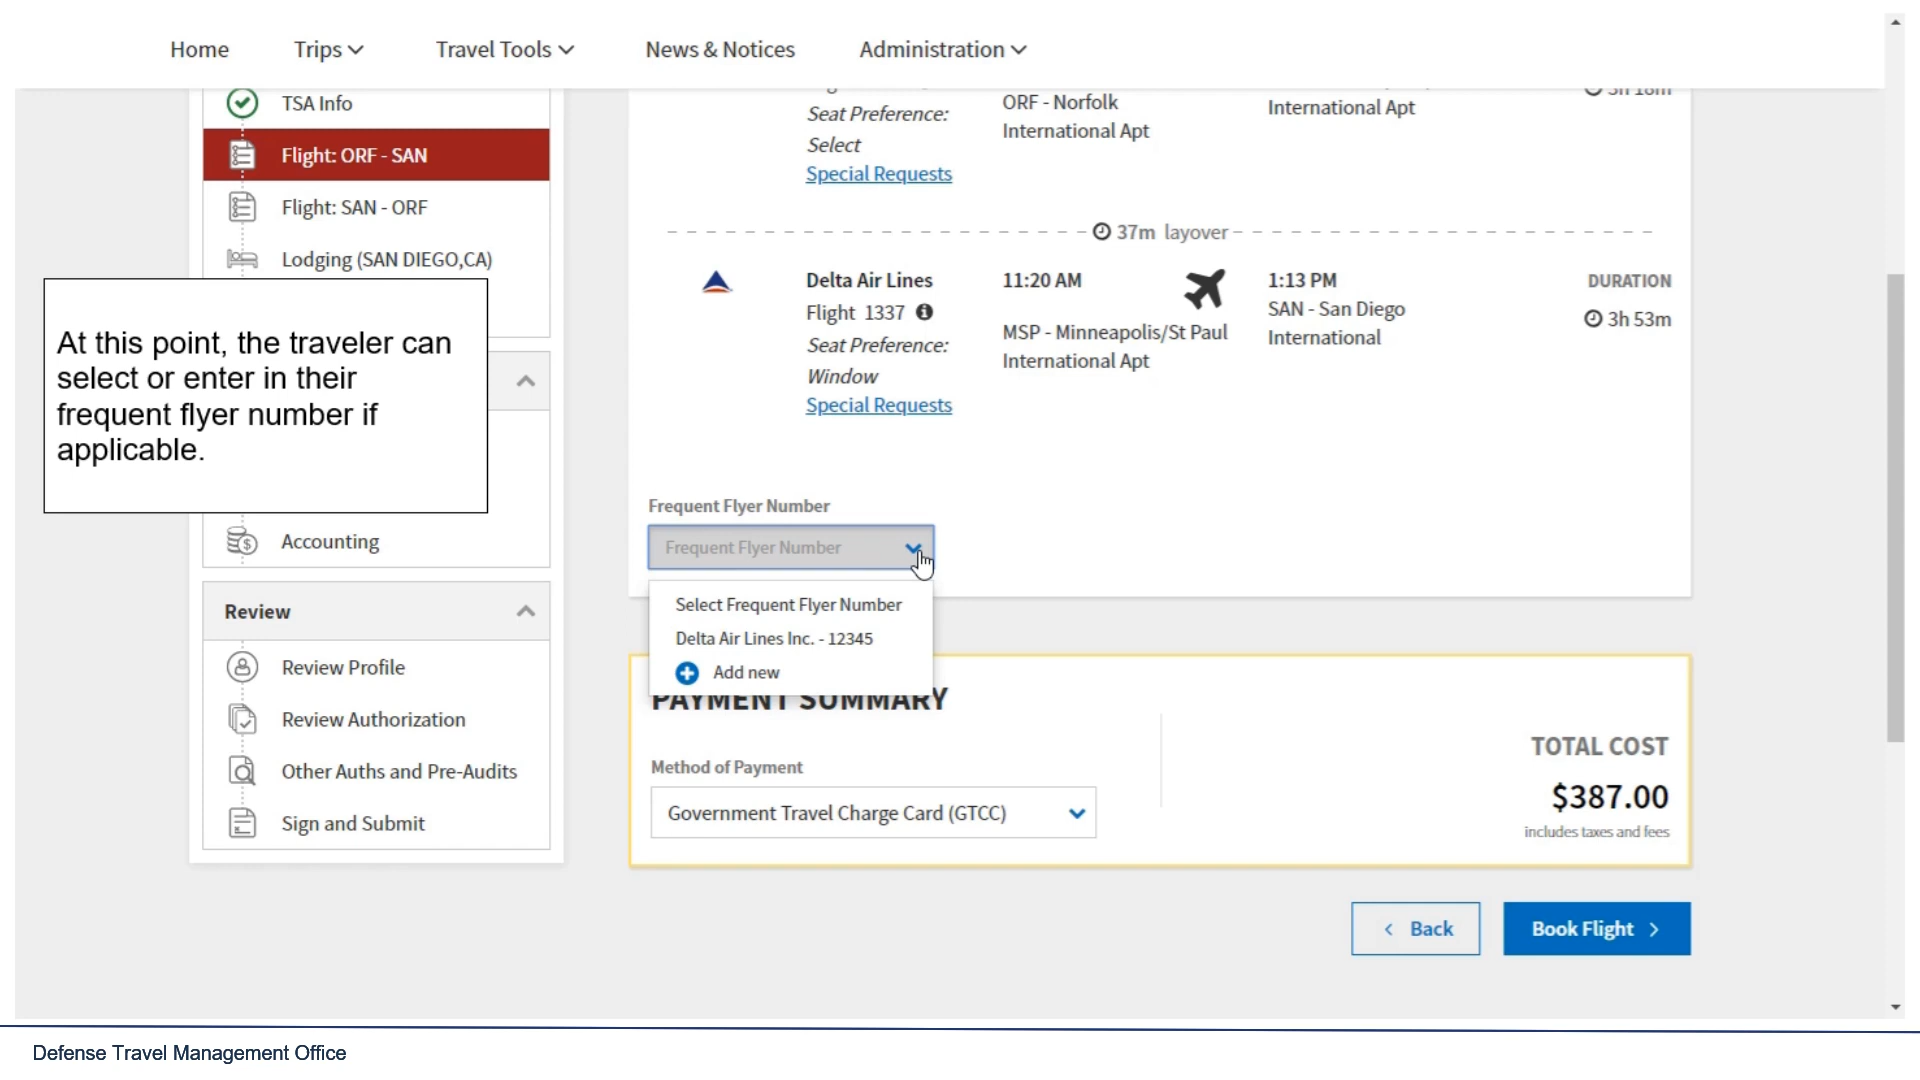 Home Trips Travel Tools News & Notices Administration
TSA Info
Flight: ORF - SAN
Flight: SAN - ORF
Lodging (SAN DIEGO,CA)
At this point, the traveler can
select or enter in their
frequent flyer number if
applicable.
Accounting
Review
Review Profile
Review Authorization
Other Auths and Pre-Audits
Sign and Submit
Seat Preference:
Select
Special Requests
ORF - Norfolk
International Apt
International Apt
3h 18m
37m layover
Delta Air Lines
Flight 1337
Seat Preference:
Window
Special Requests
11:20 AM
MSP - Minneapolis/St Paul
International Apt
1:13 PM
SAN - San Diego
International
DURATION
3h 53m
Frequent Flyer Number
Frequent Flyer Number
Select Frequent Flyer Number
Delta Air Lines Inc. - 12345
Add new
PAYMENT SUMMARY
Method of Payment
Government Travel Charge Card (GTCC)
TOTAL COST
$387.00
includes taxes and fees
Back
Book Flight
Defense Travel Management Office